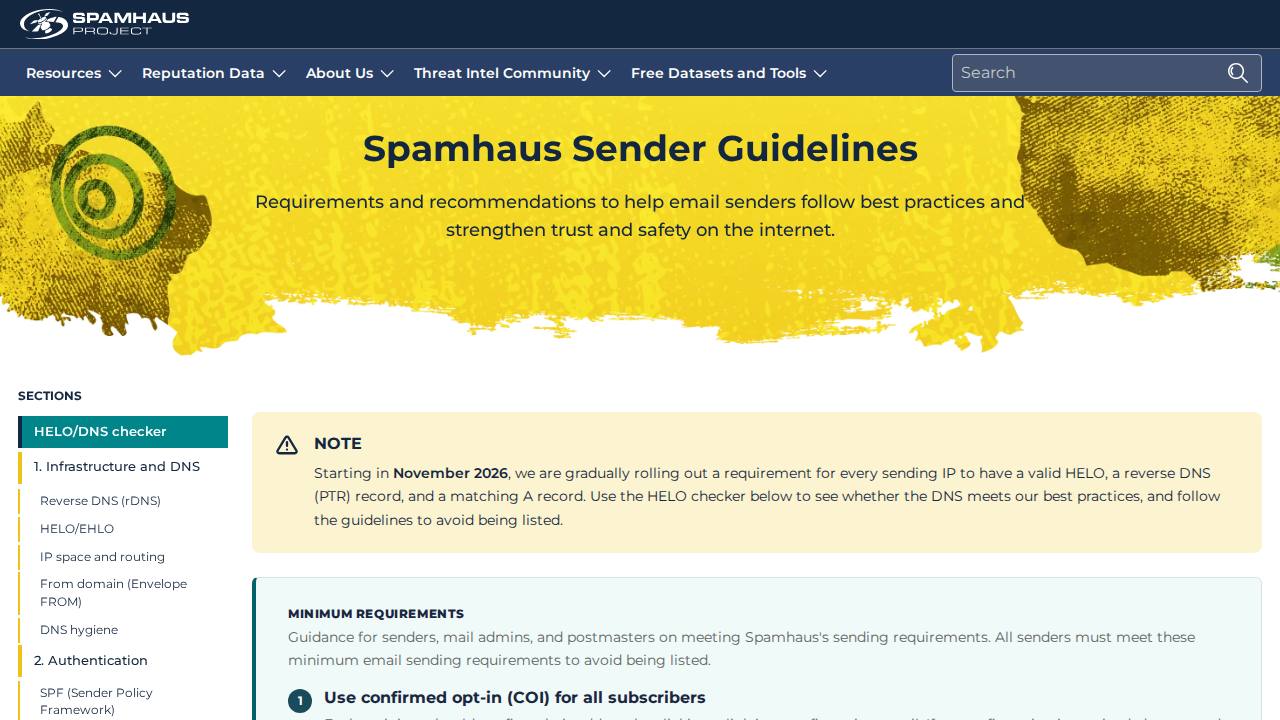 SPAMHAUS
PROJECT
Resources
Reputation Data
About Us
Threat Intel Community
Free Datasets and Tools
Search
Spamhaus Sender Guidelines
Requirements and recommendations to help email senders follow best practices and
strengthen trust and safety on the internet.
SECTIONS
HELO/DNS checker
1. Infrastructure and DNS
Reverse DNS (rDNS)
HELO/EHLO
IP space and routing
From domain (Envelope
FROM)
DNS hygiene
2. Authentication
SPF (Sender Policy
Framework)
NOTE
Starting in November 2026, we are gradually rolling out a requirement for every sending IP to have a valid HELO, a reverse DNS
(PTR) record, and a matching A record. Use the HELO checker below to see whether the DNS meets our best practices, and follow
the guidelines to avoid being listed.
MINIMUM REQUIREMENTS
Guidance for senders, mail admins, and postmasters on meeting Spamhaus's sending requirements. All senders must meet these
minimum email sending requirements to avoid being listed.
1 Use confirmed opt-in (COI) for all subscribers